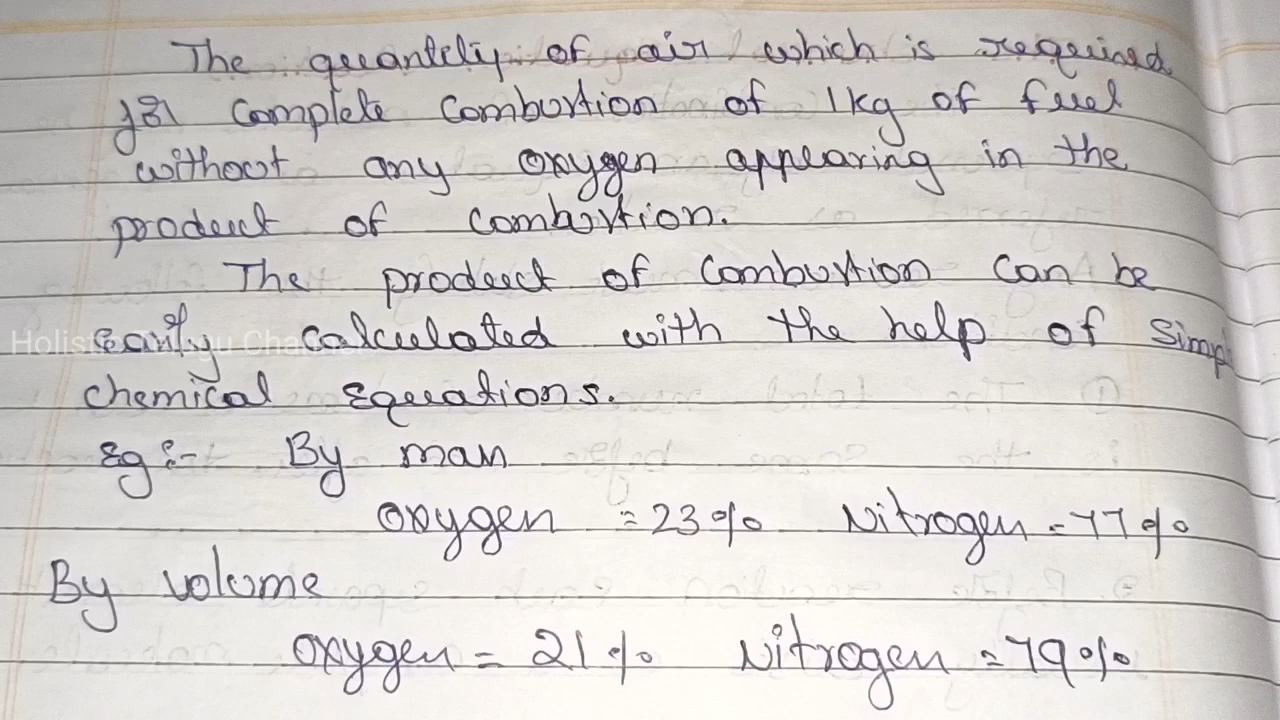 The quantity of air which is required
for complete combustion of 1kg of fuel
without any oxygen appearing in the
product of combustion.
The product of combustion can be
easily calculated with the help of Simpl
chemical Equations.
Eg :- By mass
oxygen = 23% Nitrogen = 77%
By volume
oxygen = 21% Nitrogen = 79%